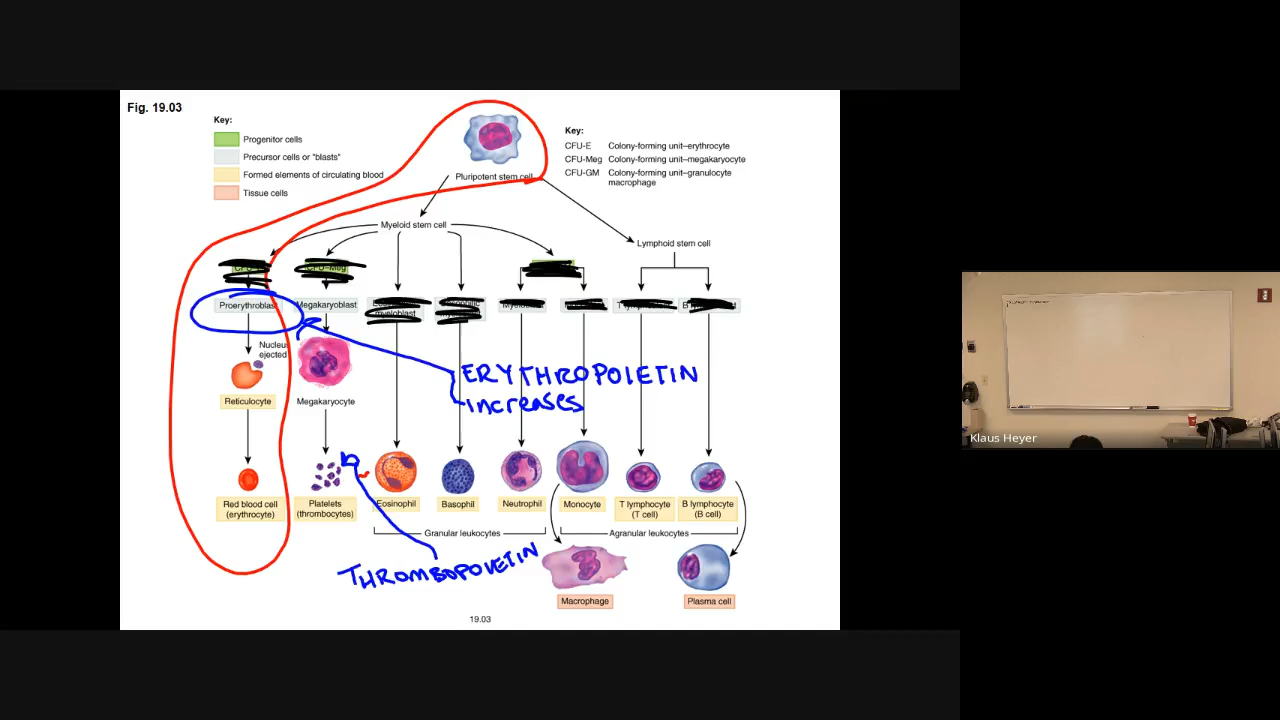 Fig. 19.03
Key:
Progenitor cells
Precursor cells or "blasts"
Formed elements of circulating blood
Tissue cells
Pluripotent stem cell
Key:
CFU-E Colony-forming unit–erythrocyte
CFU-Meg Colony-forming unit–megakaryocyte
CFU-GM Colony-forming unit–granulocyte
macrophage
Myeloid stem cell
Lymphoid stem cell
Proerythroblast
Megakaryoblast
myeloblast
Nucleus
ejected
ERYTHROPOIETIN
increases
Reticulocyte
Megakaryocyte
Red blood cell
(erythrocyte)
Platelets
(thrombocytes)
Eosinophil
Basophil
Neutrophil
Monocyte
T lymphocyte
(T cell)
B lymphocyte
(B cell)
Granular leukocytes
Agranular leukocytes
THROMBOPOVETIN
Macrophage
Plasma cell
19.03
Klaus Heyer